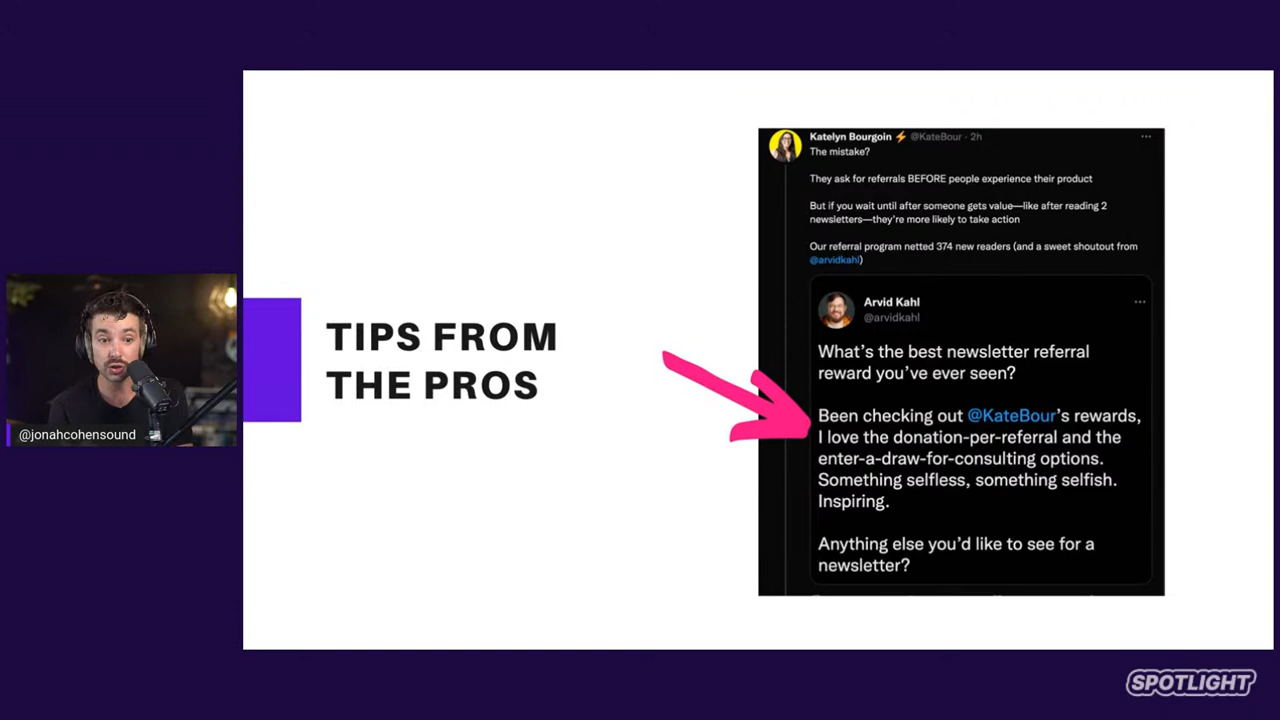 @jonahcohensound
TIPS FROM
THE PROS
Katelyn Bourgoin ⚡ @KateBour · 2h
The mistake?
They ask for referrals BEFORE people experience their product
But if you wait until after someone gets value—like after reading 2
newsletters—they're more likely to take action
Our referral program netted 374 new readers (and a sweet shoutout from
@arvidkahl)
Arvid Kahl
@arvidkahl
What's the best newsletter referral
reward you've ever seen?
Been checking out @KateBour's rewards,
I love the donation-per-referral and the
enter-a-draw-for-consulting options.
Something selfless, something selfish.
Inspiring.
Anything else you'd like to see for a
newsletter?
SPOTLIGHT